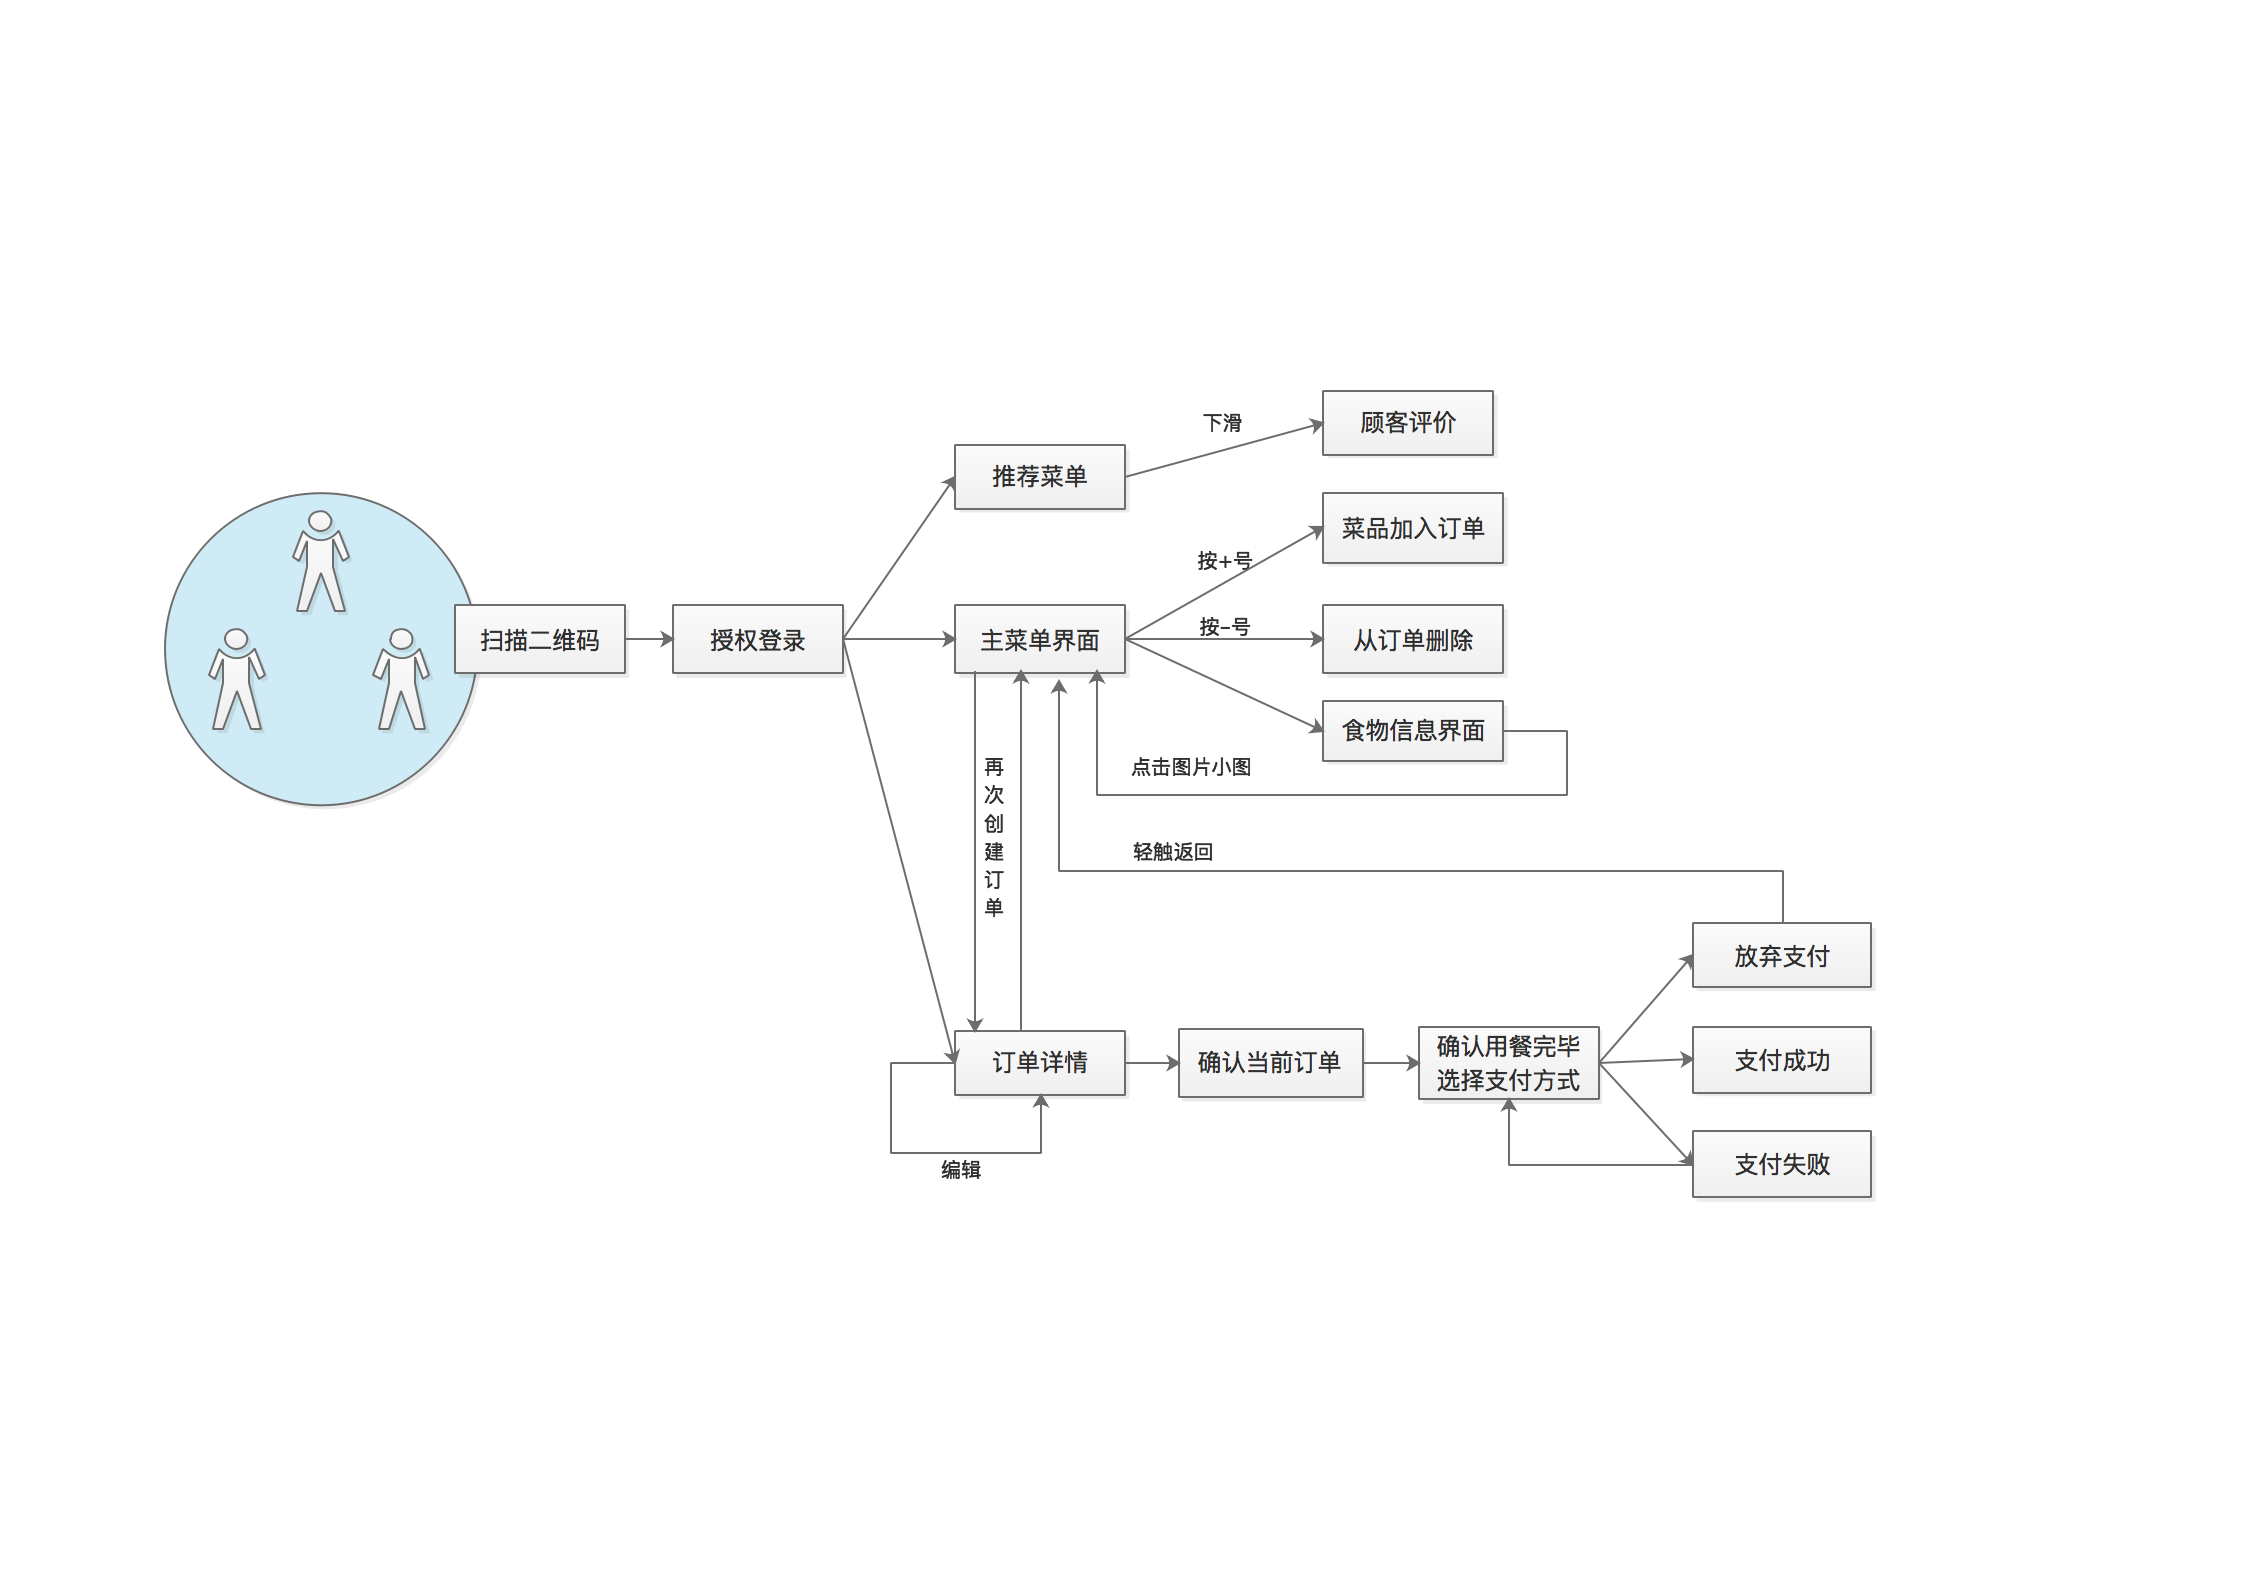 扫描二维码
授权登录
推荐菜单
下滑
顾客评价
主菜单界面
按+号
菜品加入订单
按-号
从订单删除
食物信息界面
点击图片小图
再次创建订单
轻触返回
订单详情
编辑
确认当前订单
确认用餐完毕
选择支付方式
放弃支付
支付成功
支付失败